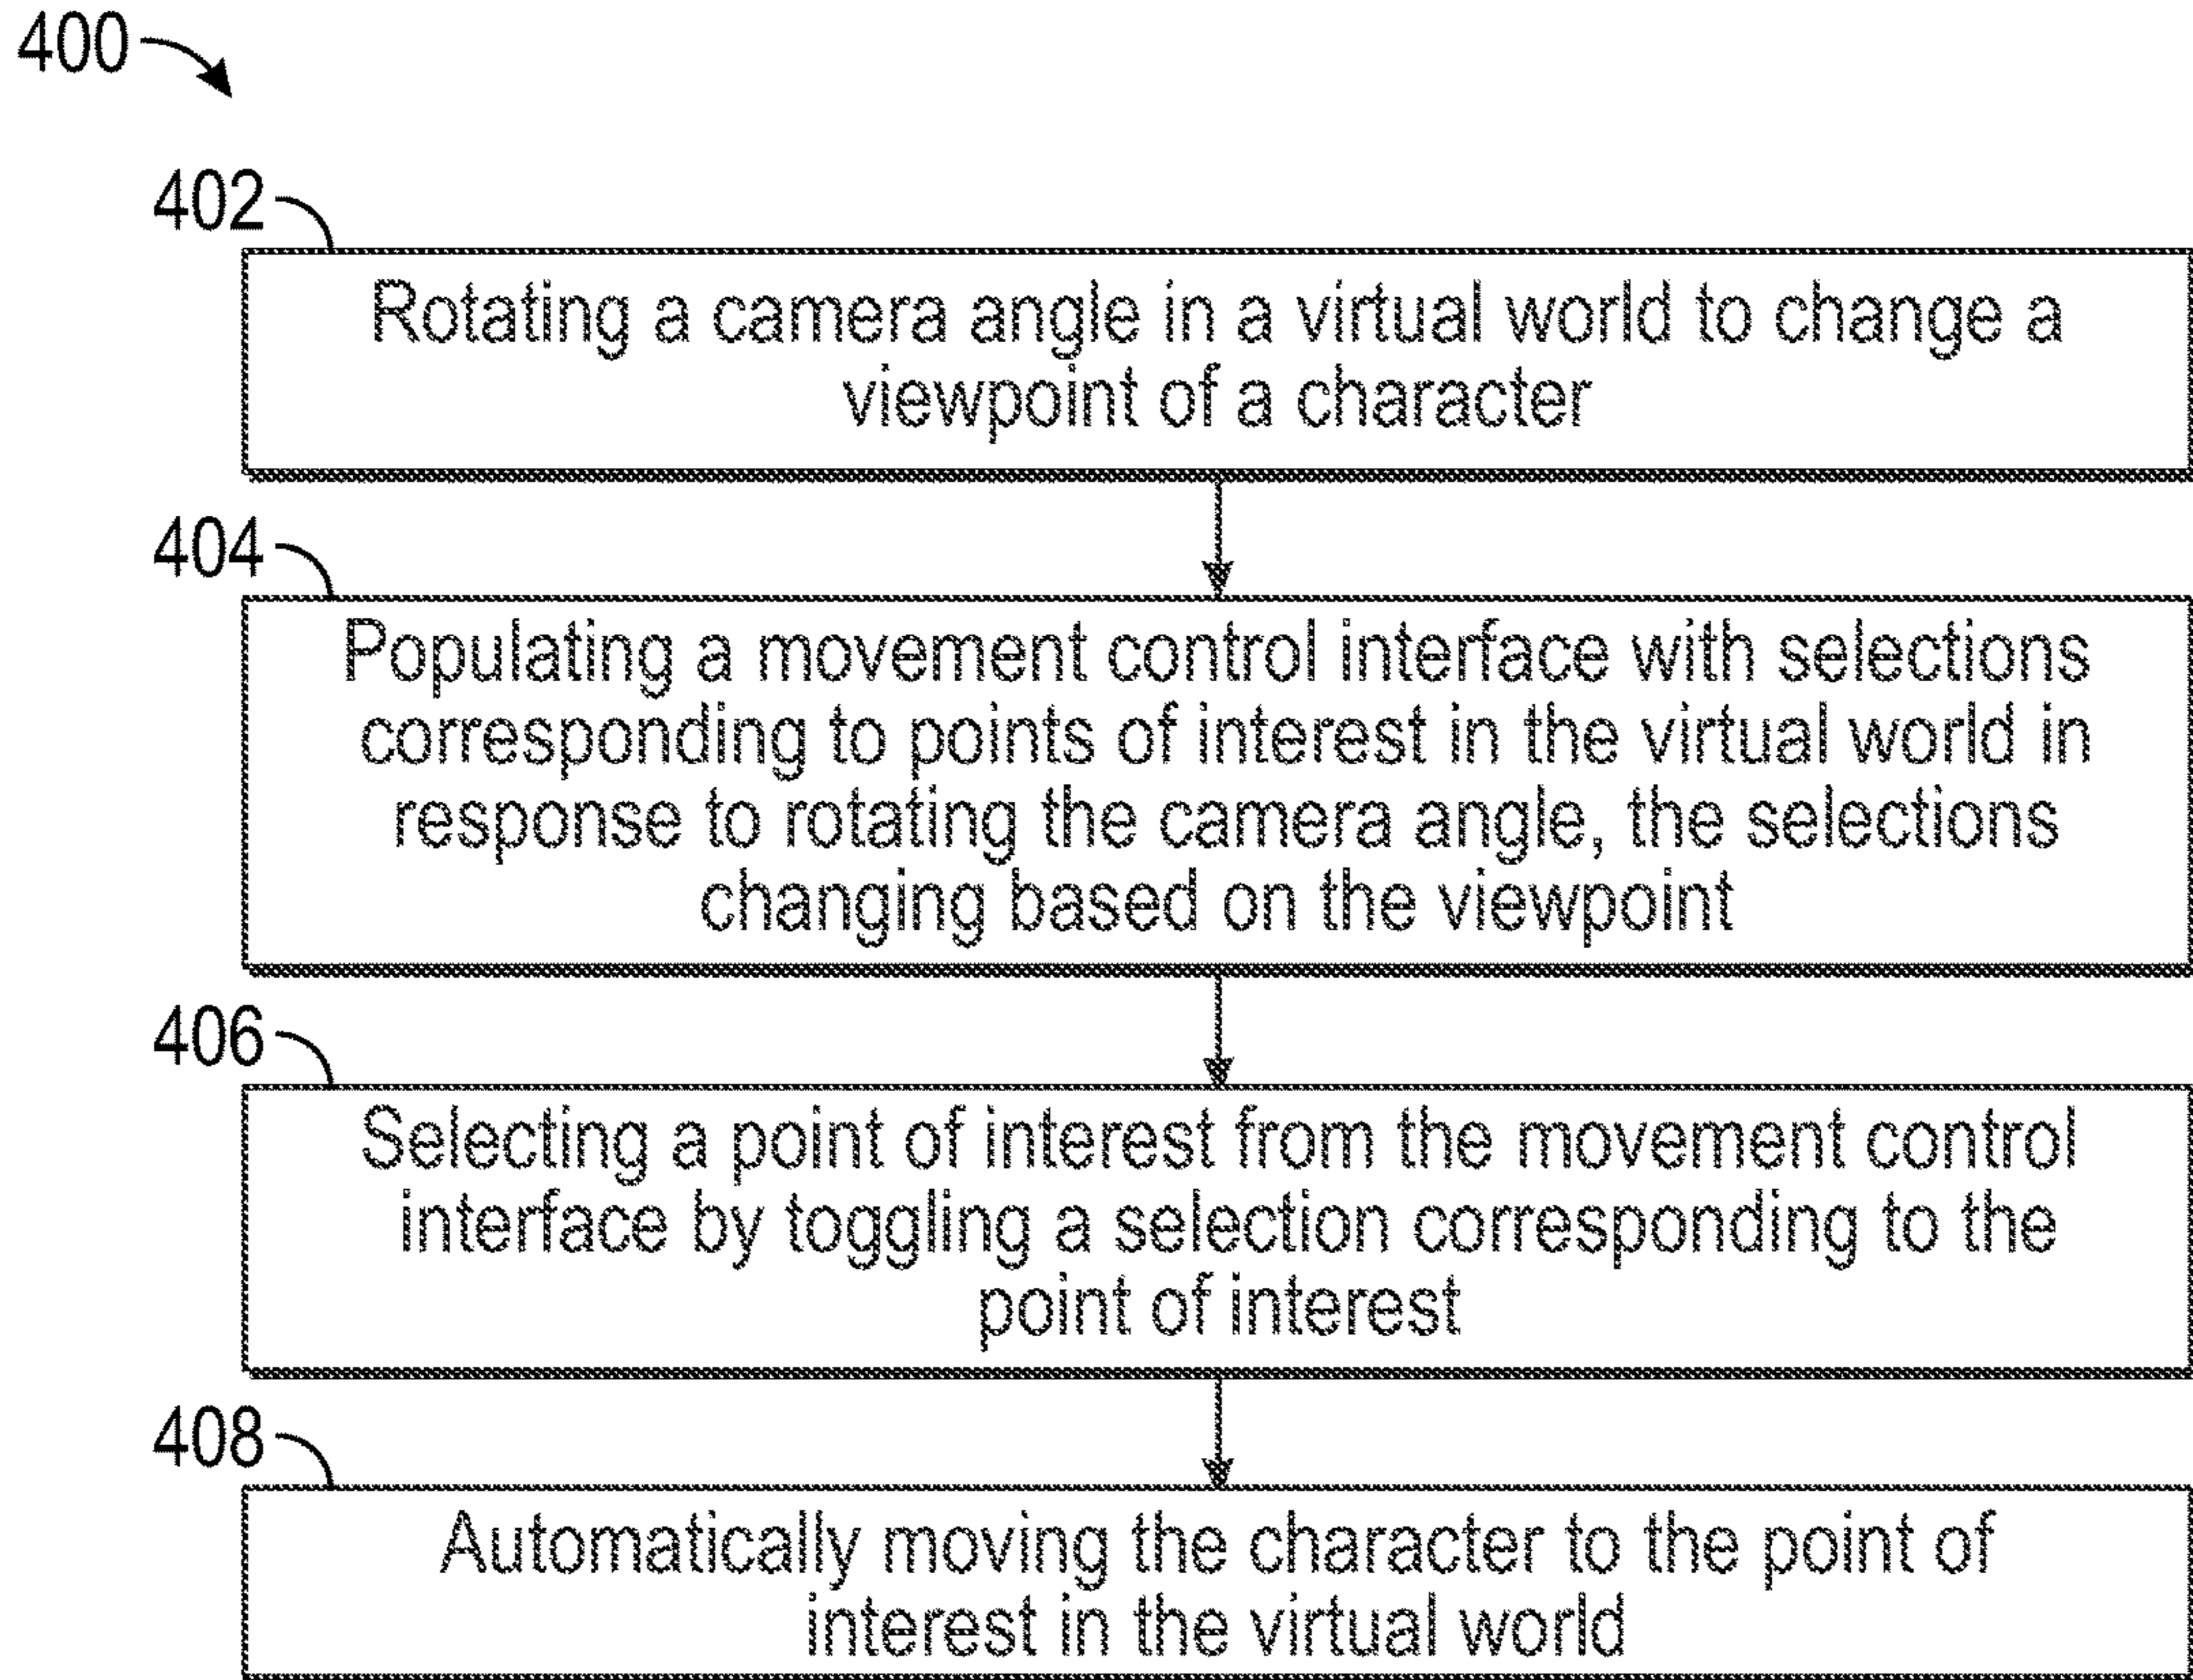 400
402
Rotating a camera angle in a virtual world to change a
viewpoint of a character
404
Populating a movement control interface with selections
corresponding to points of interest in the virtual world in
response to rotating the camera angle, the selections
changing based on the viewpoint
406
Selecting a point of interest from the movement control
interface by toggling a selection corresponding to the
point of interest
408
Automatically moving the character to the point of
interest in the virtual world